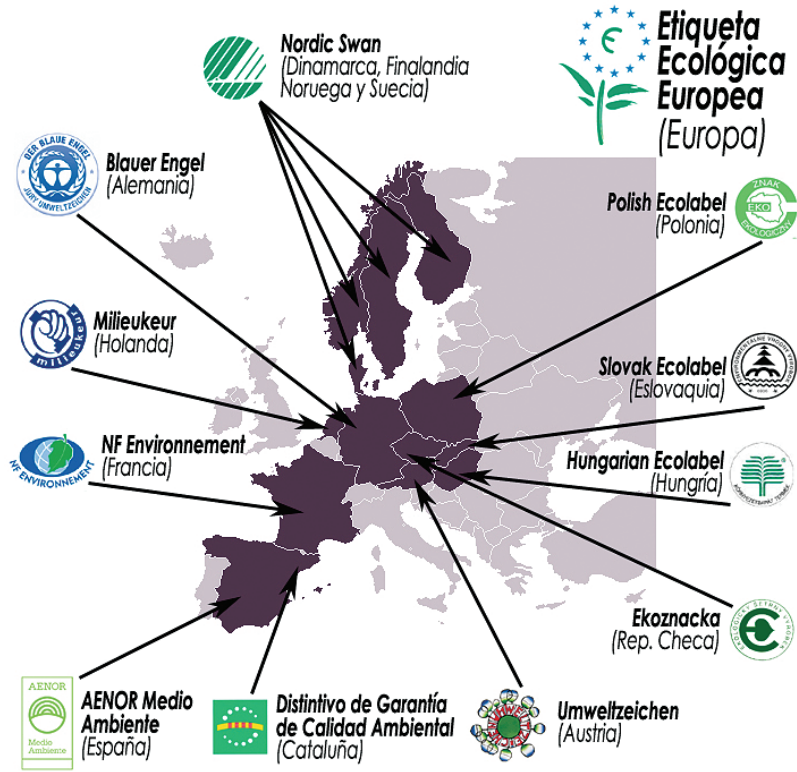 Nordic Swan
(Dinamarca, Finalandia
Noruega y Suecia)
Etiqueta
Ecológica
Europea
(Europa)
DER BLAUE ENGEL
JURY UMWELTZEICHEN
Blauer Engel
(Alemania)
Polish Ecolabel
(Polonia)
ZNAK
EKO
EKOLOGICZNY
milieukeur
Milieukeur
(Holanda)
Slovak Ecolabel
(Eslovaquia)
NF ENVIRONNEMENT
NF Environnement
(Francia)
Hungarian Ecolabel
(Hungría)
Ekoznacka
(Rep. Checa)
AENOR
Medio
Ambiente
AENOR Medio
Ambiente
(España)
Distintivo de Garantía
de Calidad Ambiental
(Cataluña)
Umweltzeichen
(Austria)